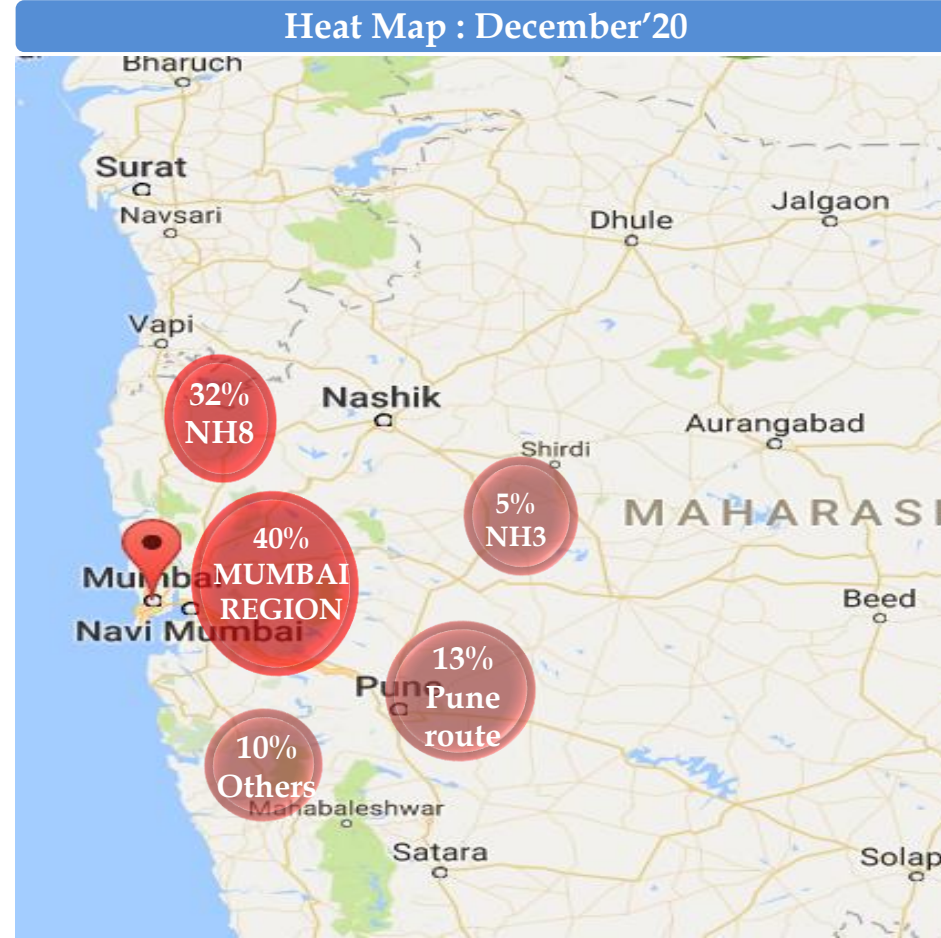 Heat Map : December’20
Bharuch
Surat
Navsari
Dhule
Jalgaon
Vapi
32%
NH8
Nashik
Aurangabad
Shirdi
5%
NH3
MAHARAS
40%
MUMBAI
REGION
Mumba
Navi Mumbai
Beed
13%
Pune
route
Pune
10%
Others
Mahabaleshwar
Satara
Solap